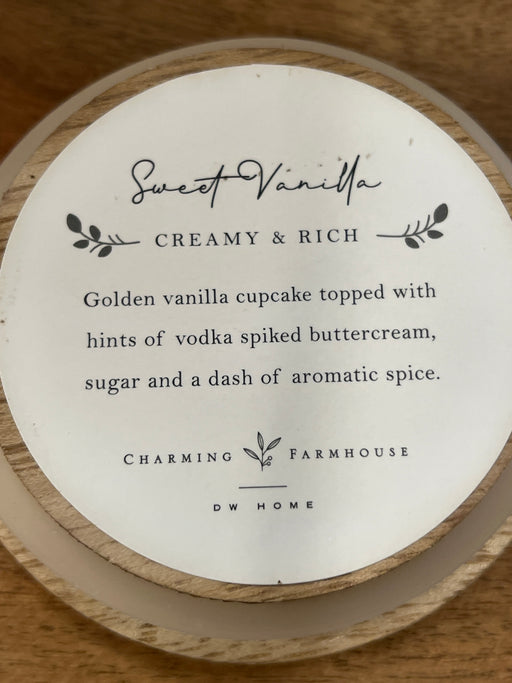 Sweet Vanilla
CREAMY & RICH
Golden vanilla cupcake topped with
hints of vodka spiked buttercream,
sugar and a dash of aromatic spice.
CHARMING FARMHOUSE
DW HOME